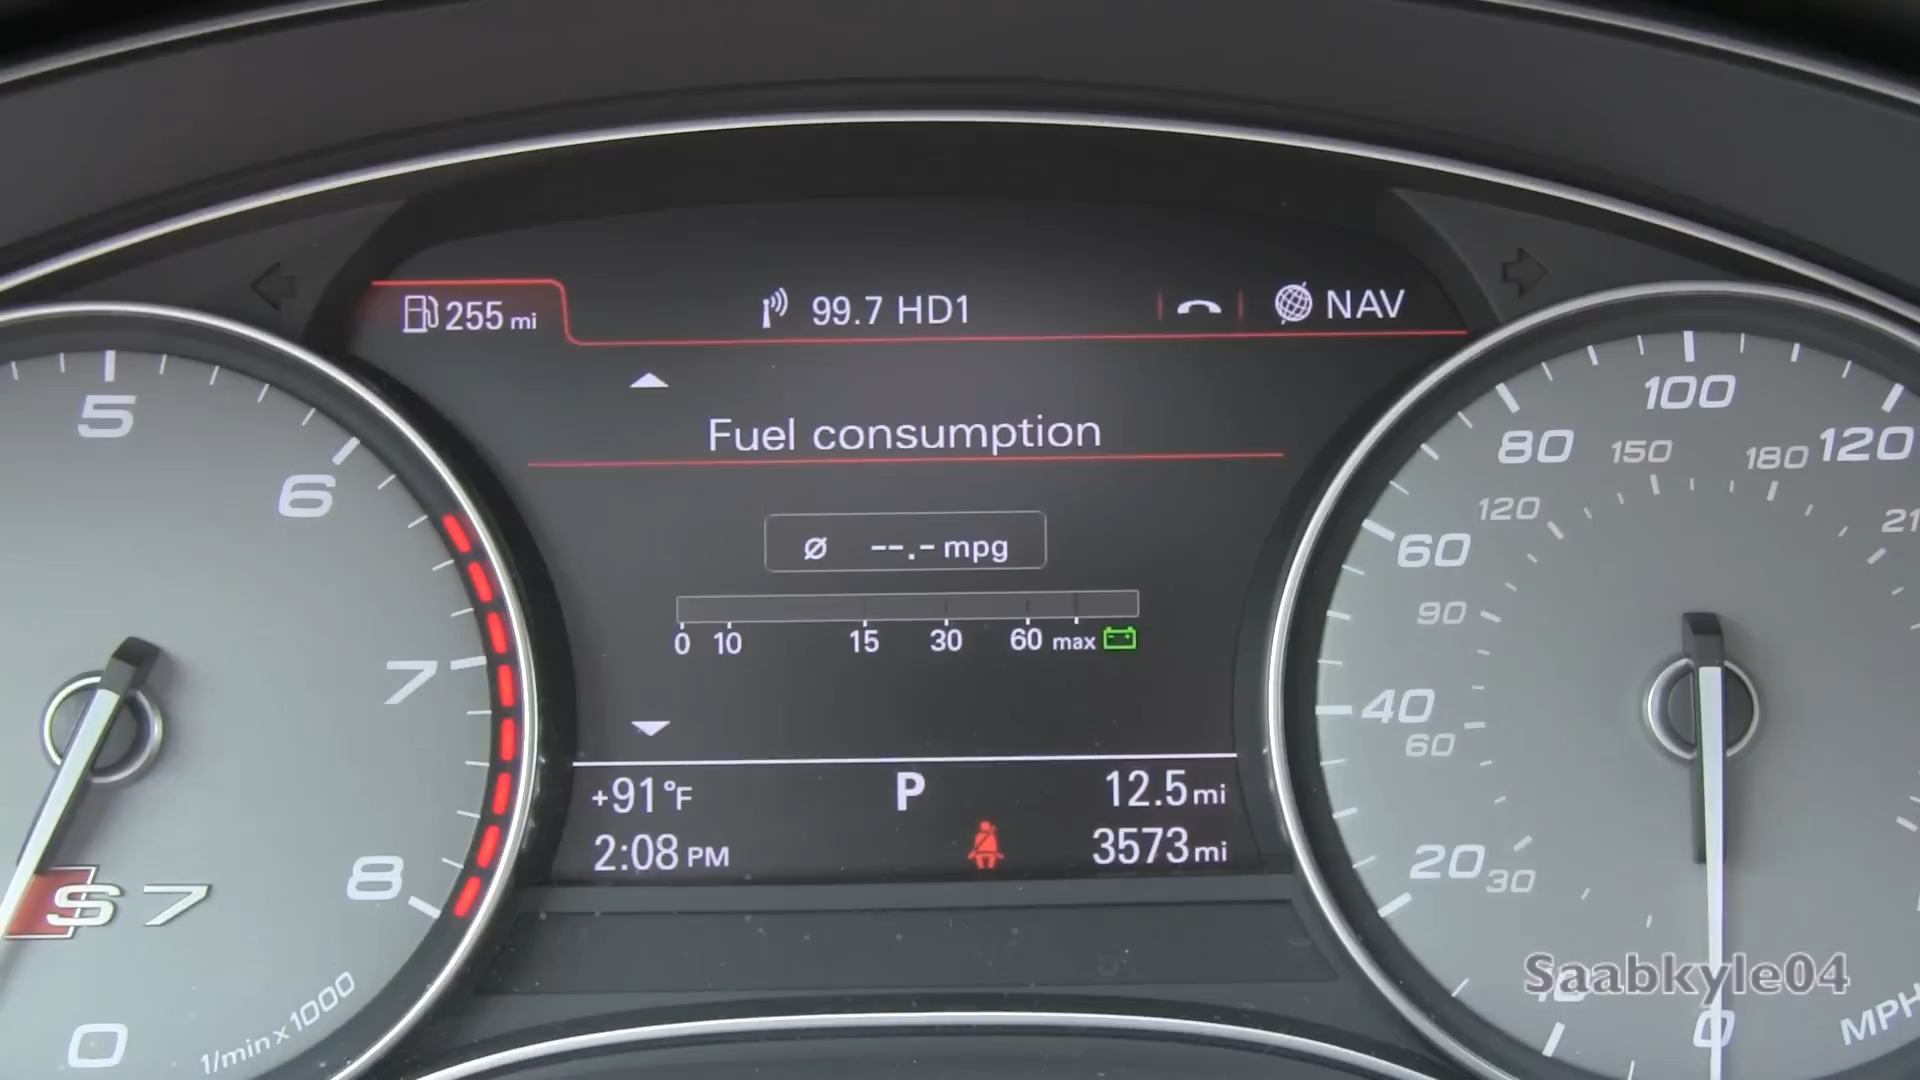 255 mi
99.7 HD1
NAV
Fuel consumption
Ø --.- mpg
0 10 15 30 60 max
+91°F
P
12.5 mi
2:08 PM
3573 mi
5
6
7
8
0
S7
1/min x 1000
100
80
120
60
40
20
10
0
150
180
120
21
90
60
30
MPH
Saabkyle04